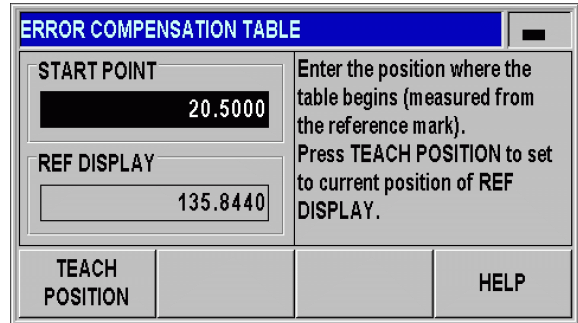 ERROR COMPENSATION TABLE
START POINT
20.5000
REF DISPLAY
135.8440
Enter the position where the
table begins (measured from
the reference mark).
Press TEACH POSITION to set
to current position of REF
DISPLAY.
TEACH
POSITION
HELP